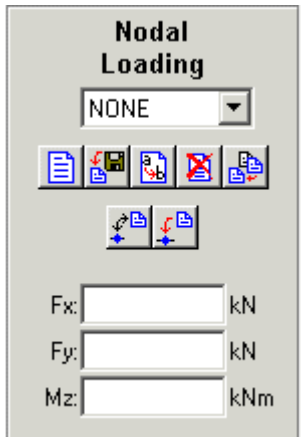 Nodal
Loading
NONE
a
b
Fx: kN
Fy: kN
Mz: kNm